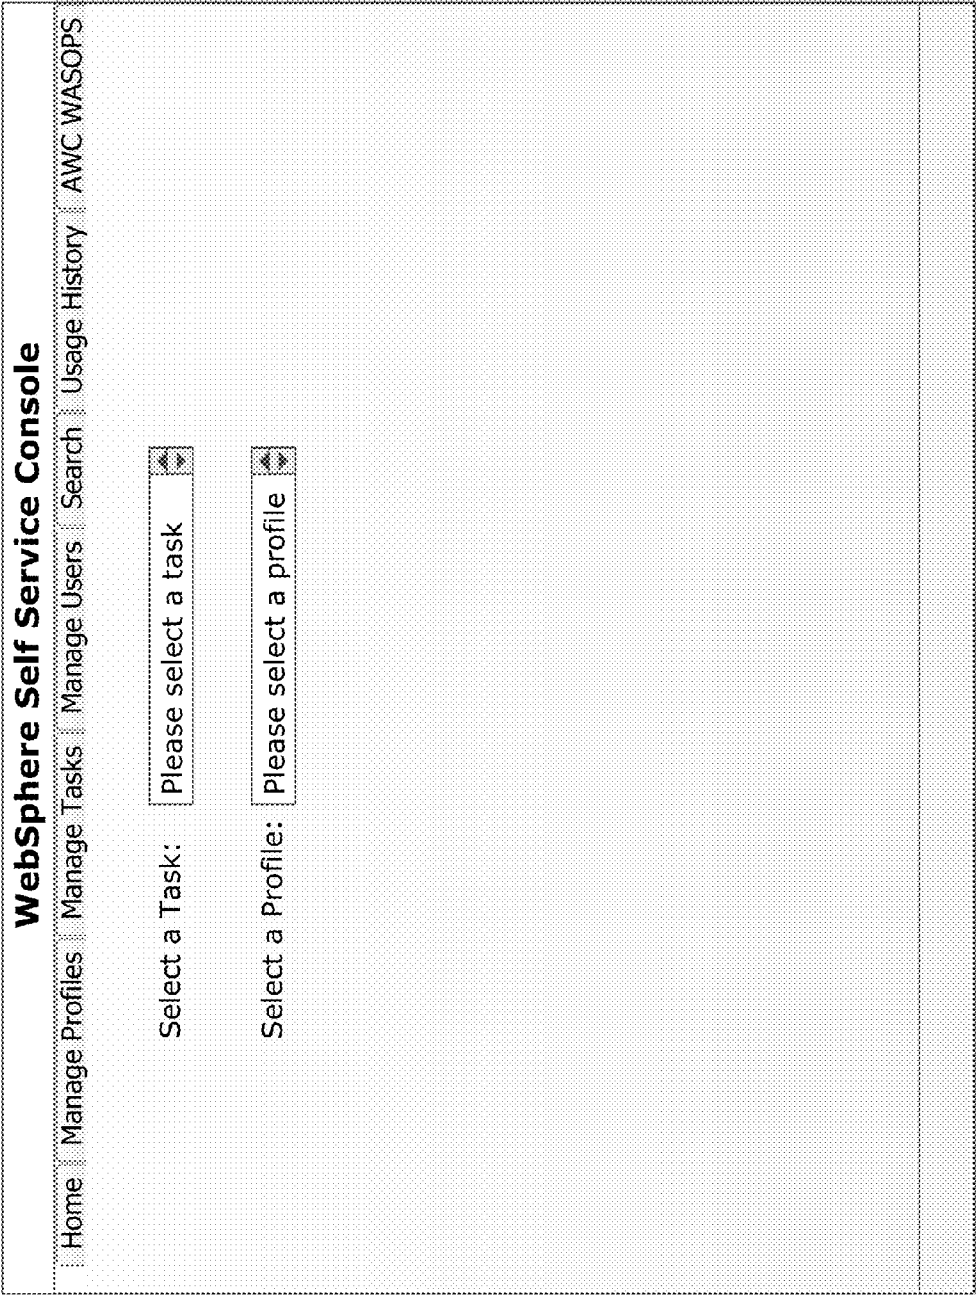 WebSphere Self Service Console
Home Manage Profiles Manage Tasks Manage Users Search Usage History AWC WASOPS
Select a Task: Please select a task
Select a Profile: Please select a profile